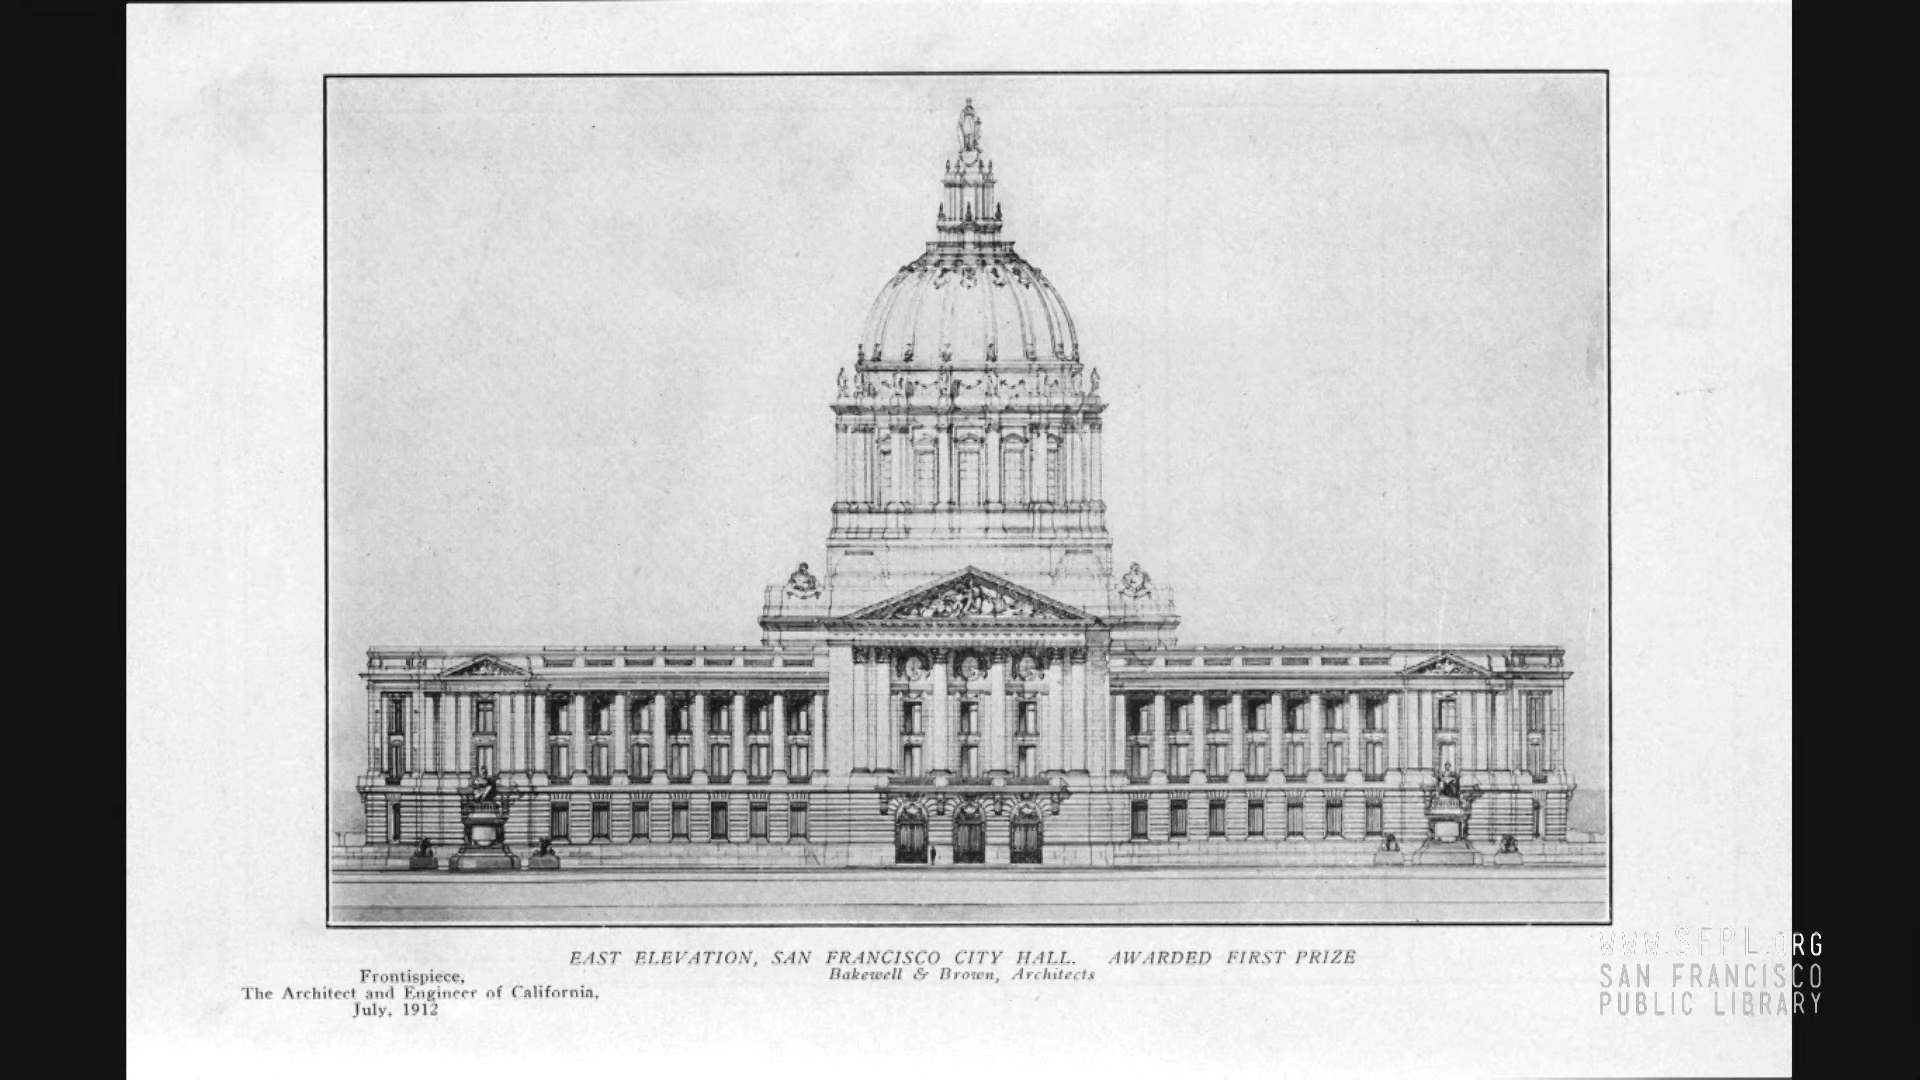 EAST ELEVATION, SAN FRANCISCO CITY HALL. AWARDED FIRST PRIZE
Bakewell & Brown, Architects
Frontispiece,
The Architect and Engineer of California,
July, 1912
WWW.SFPL.ORG
SAN FRANCISCO
PUBLIC LIBRARY